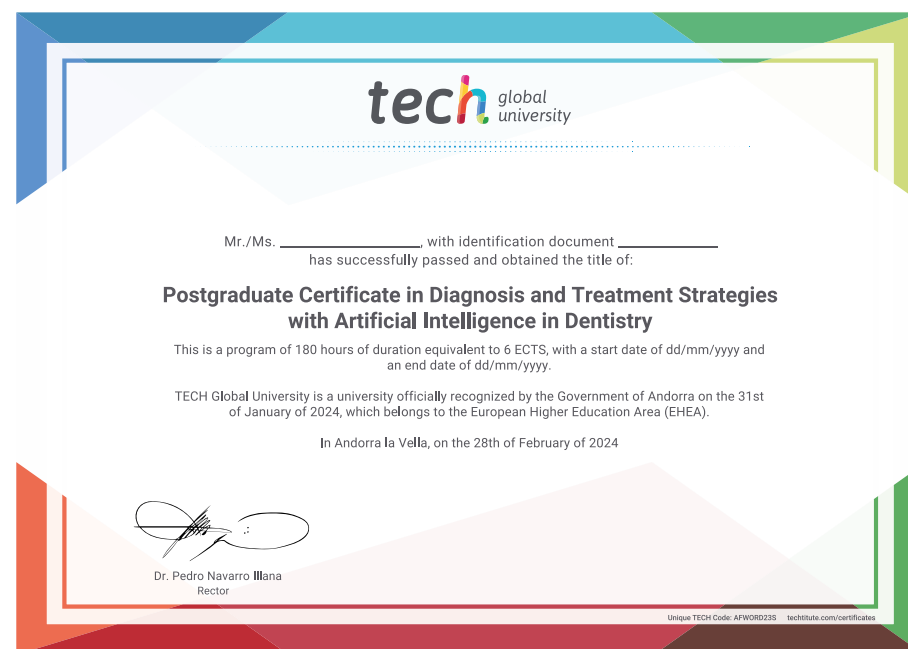 tech global university
Mr./Ms. ____________________, with identification document ______________
has successfully passed and obtained the title of:
Postgraduate Certificate in Diagnosis and Treatment Strategies
with Artificial Intelligence in Dentistry
This is a program of 180 hours of duration equivalent to 6 ECTS, with a start date of dd/mm/yyyy and
an end date of dd/mm/yyyy.
TECH Global University is a university officially recognized by the Government of Andorra on the 31st
of January of 2024, which belongs to the European Higher Education Area (EHEA).
In Andorra la Vella, on the 28th of February of 2024
Dr. Pedro Navarro Illana
Rector
Unique TECH Code: AFWORD23S techtitute.com/certificates